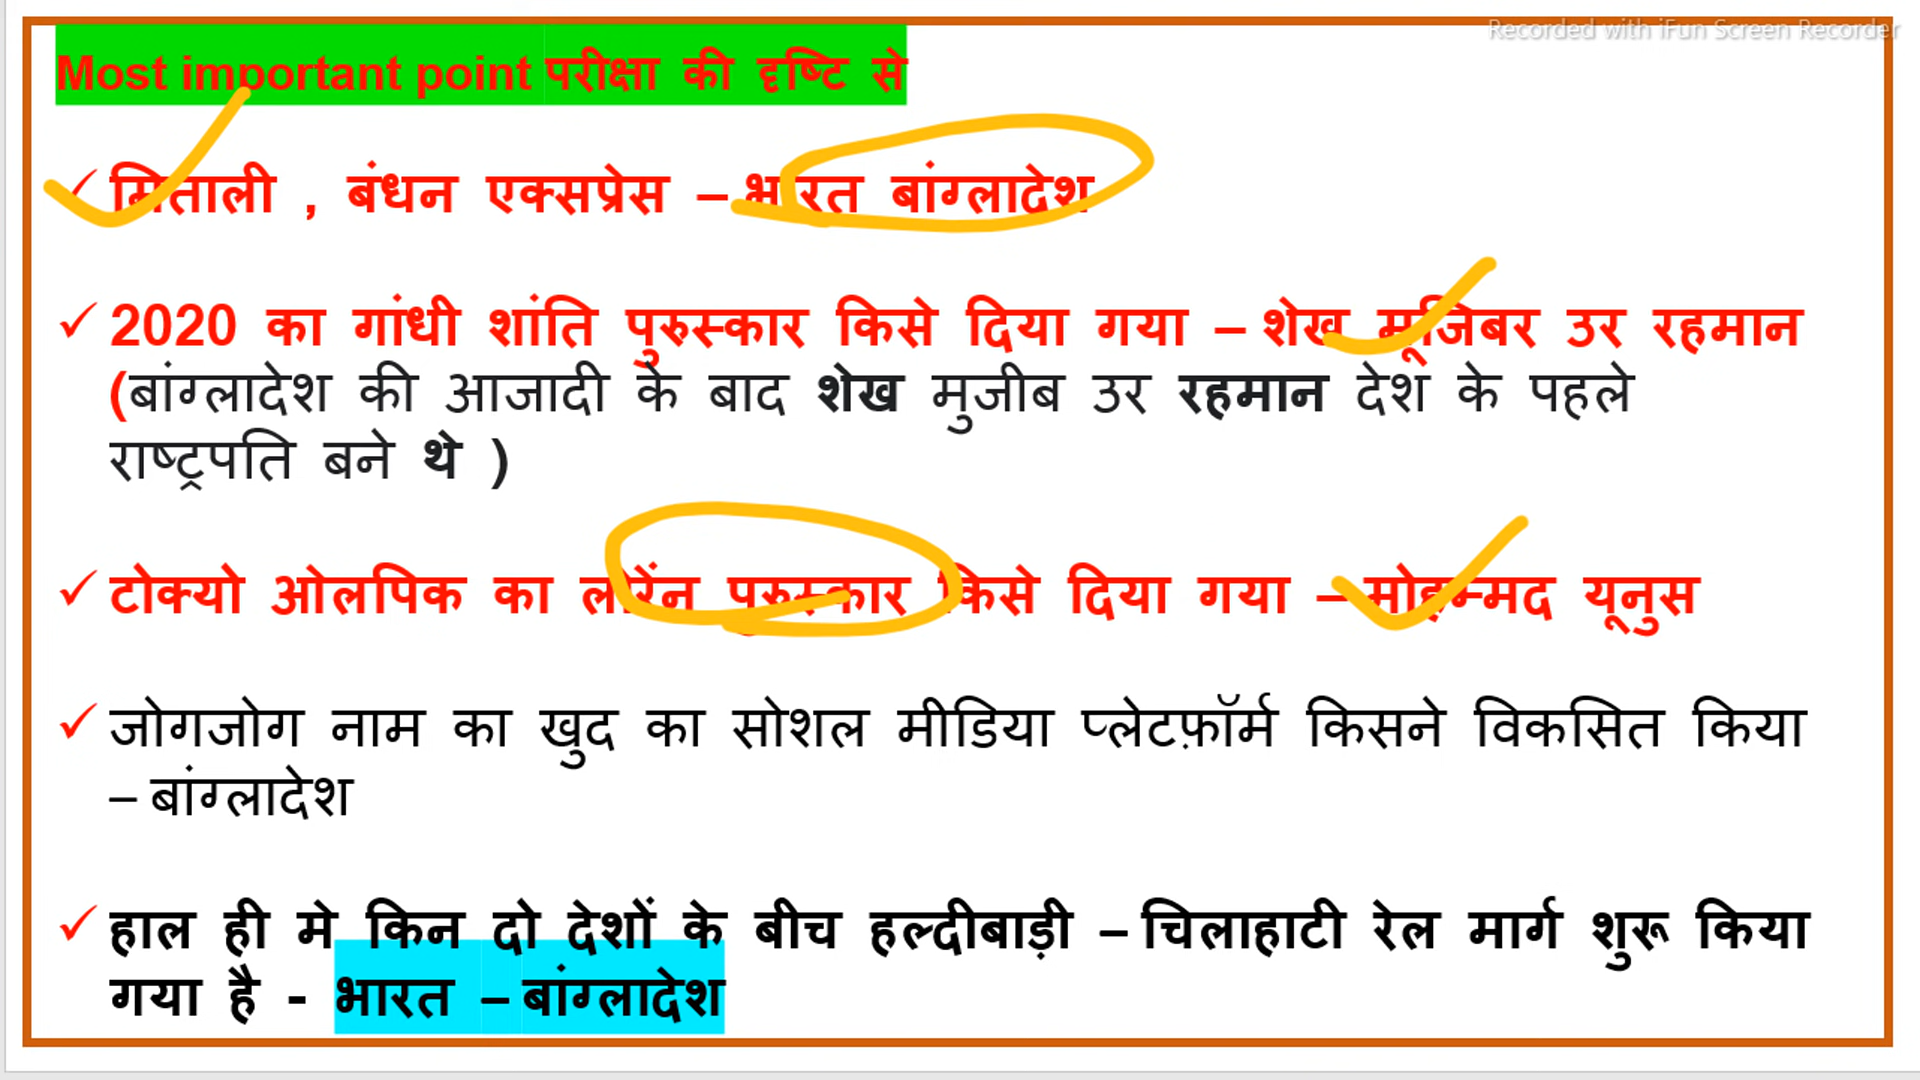 Recorded with iFun Screen Recorder
Most important point परीक्षा की दृष्टि से
मिताली , बंधन एक्सप्रेस – भारत बांग्लादेश
2020 का गांधी शांति पुरुस्कार किसे दिया गया – शेख मूजिबर उर रहमान
(बांग्लादेश की आजादी के बाद शेख मुजीब उर रहमान देश के पहले
राष्ट्रपति बने थे )
टोक्यो ओलपिक का लॉरेंन पुरुस्कार किसे दिया गया – मोहम्मद यूनुस
जोगजोग नाम का खुद का सोशल मीडिया प्लेटफ़ॉर्म किसने विकसित किया
– बांग्लादेश
हाल ही मे किन दो देशों के बीच हल्दीबाड़ी – चिलाहाटी रेल मार्ग शुरू किया
गया है - भारत – बांग्लादेश